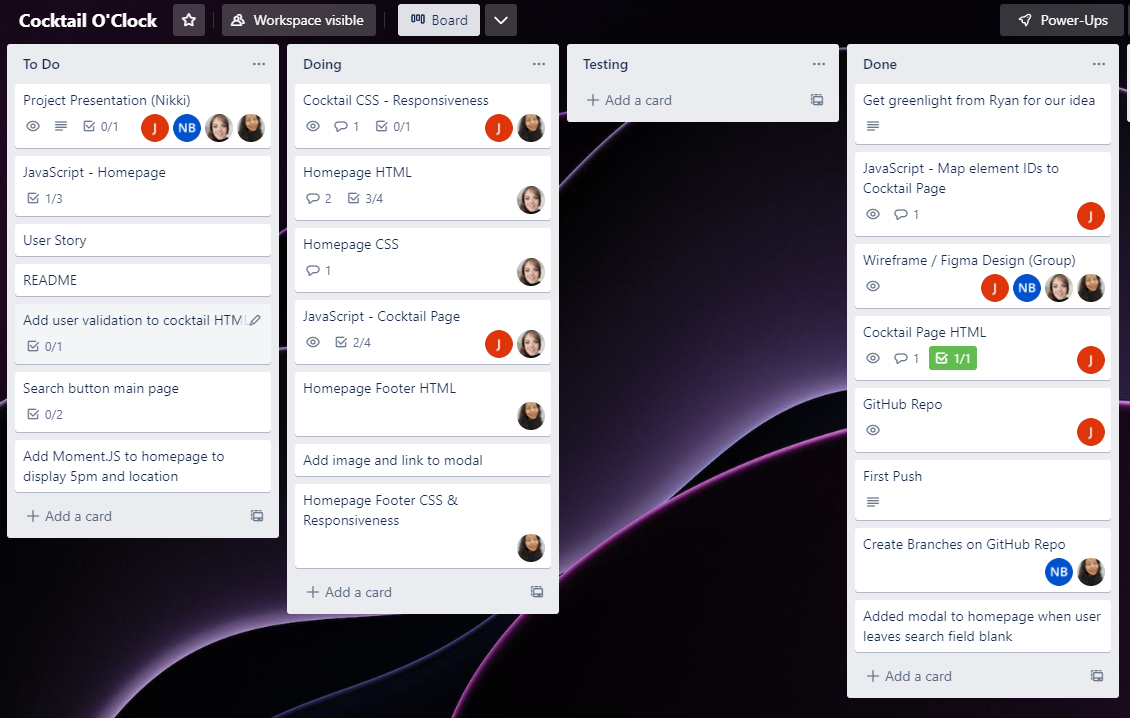 Cocktail O'Clock
Workspace visible
Board
Power-Ups
To Do
Project Presentation (Nikki)
0/1
J
NB
JavaScript - Homepage
1/3
User Story
README
Add user validation to cocktail HTM
0/1
Search button main page
0/2
Add Moment.JS to homepage to
display 5pm and location
Add a card
Doing
Cocktail CSS - Responsiveness
1
0/1
J
Homepage HTML
2
3/4
Homepage CSS
1
JavaScript - Cocktail Page
2/4
J
Homepage Footer HTML
Add image and link to modal
Homepage Footer CSS &
Responsiveness
Add a card
Testing
Add a card
Done
Get greenlight from Ryan for our idea
JavaScript - Map element IDs to
Cocktail Page
1
J
Wireframe / Figma Design (Group)
J
NB
Cocktail Page HTML
1
1/1
J
GitHub Repo
J
First Push
Create Branches on GitHub Repo
NB
Added modal to homepage when user
leaves search field blank
Add a card